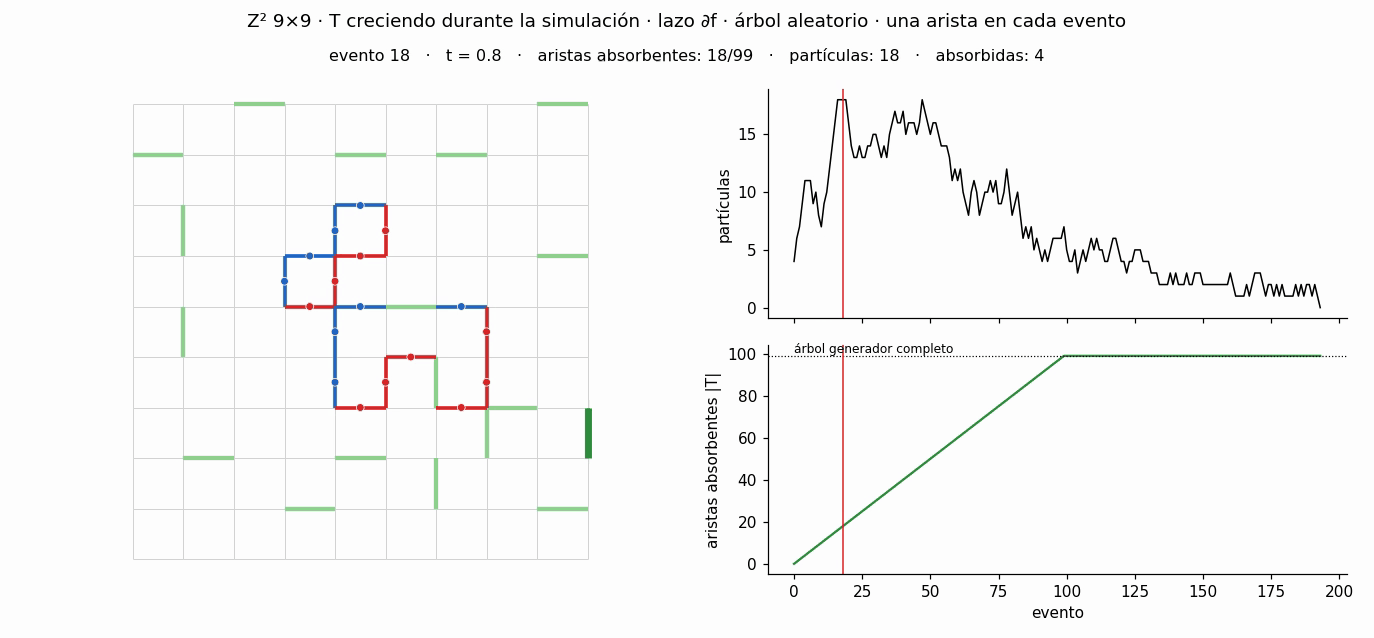 Z² 9×9 · T creciendo durante la simulación · lazo ∂f · árbol aleatorio · una arista en cada evento
evento 18 · t = 0.8 · aristas absorbentes: 18/99 · partículas: 18 · absorbidas: 4
15
10
5
0
partículas
árbol generador completo
100
80
60
40
20
0
aristas absorbentes |T|
0 25 50 75 100 125 150 175 200
evento